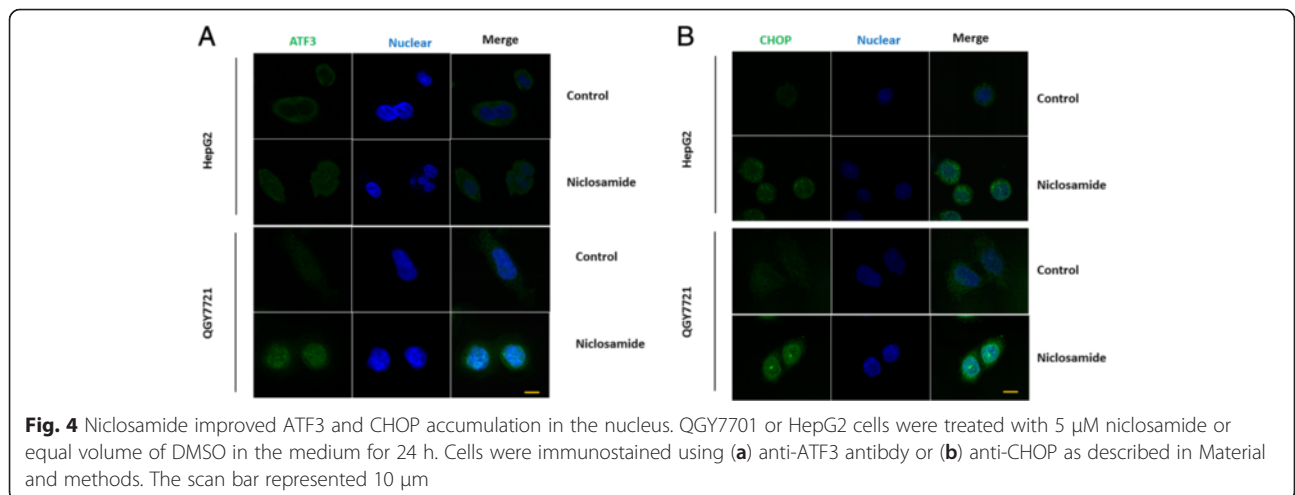 A
ATF3 Nuclear Merge
HepG2
Control
Niclosamide
QGY7721
Control
Niclosamide
B
CHOP Nuclear Merge
HepG2
Control
Niclosamide
QGY7721
Control
Niclosamide
Fig. 4 Niclosamide improved ATF3 and CHOP accumulation in the nucleus. QGY7701 or HepG2 cells were treated with 5 μM niclosamide or
equal volume of DMSO in the medium for 24 h. Cells were immunostained using (a) anti-ATF3 antibdy or (b) anti-CHOP as described in Material
and methods. The scan bar represented 10 μm